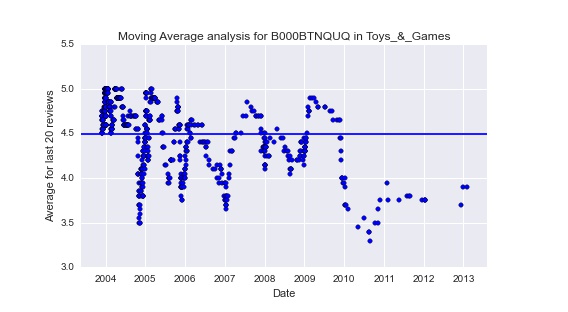 Moving Average analysis for B000BTNQUQ in Toys_&_Games
5.5
5.0
4.5
4.0
3.5
3.0
Average for last 20 reviews
2004 2005 2006 2007 2008 2009 2010 2011 2012 2013
Date